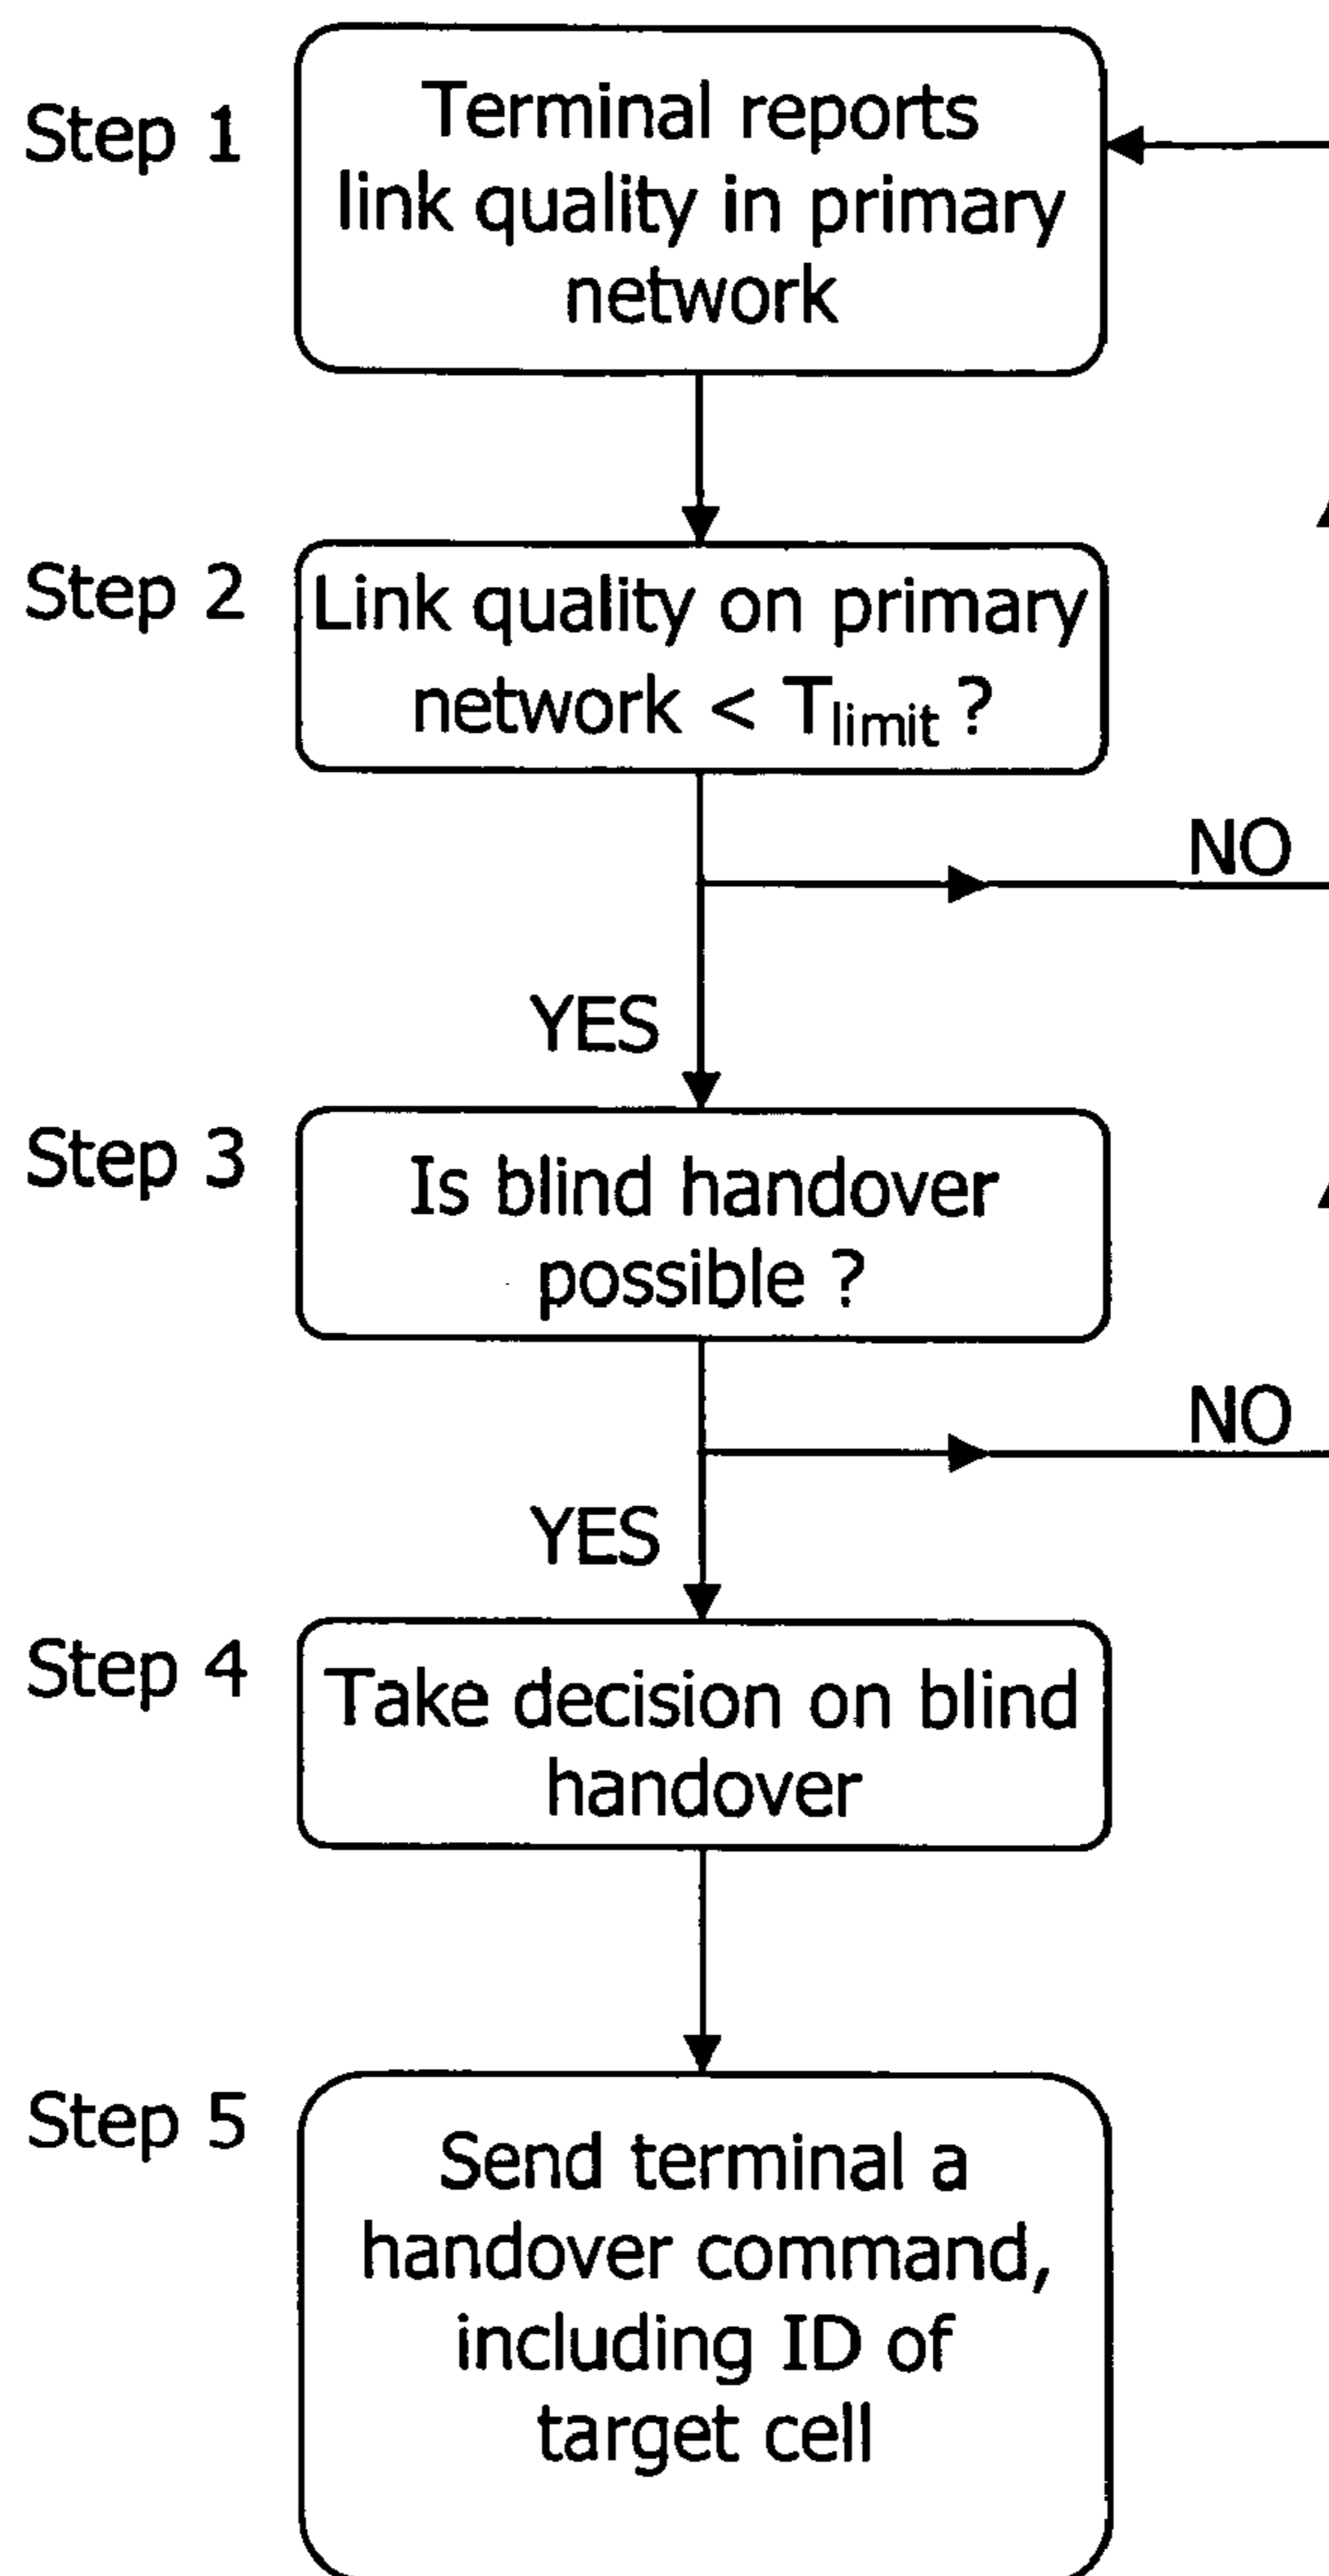 Step 1
Terminal reports
link quality in primary
network
Step 2
Link quality on primary
network < Tlimit ?
NO
YES
Step 3
Is blind handover
possible ?
NO
YES
Step 4
Take decision on blind
handover
Step 5
Send terminal a
handover command,
including ID of
target cell